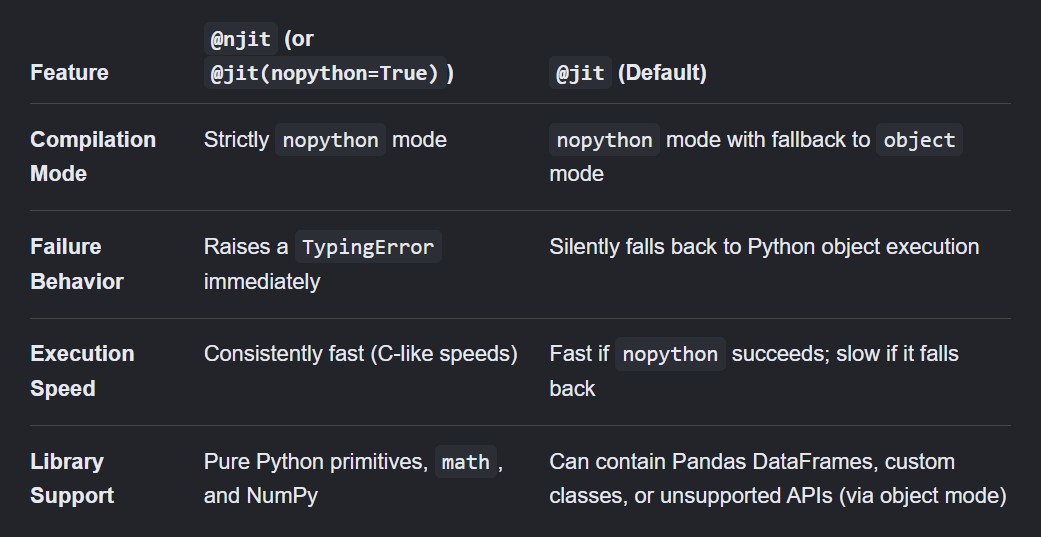 @njit (or
Feature @jit(nopython=True) ) @jit (Default)
Compilation Strictly nopython mode nopython mode with fallback to object
Mode mode
Failure Raises a TypingError Silently falls back to Python object execution
Behavior immediately
Execution Consistently fast (C-like speeds) Fast if nopython succeeds; slow if it falls
Speed back
Library Pure Python primitives, math , Can contain Pandas DataFrames, custom
Support and NumPy classes, or unsupported APIs (via object mode)